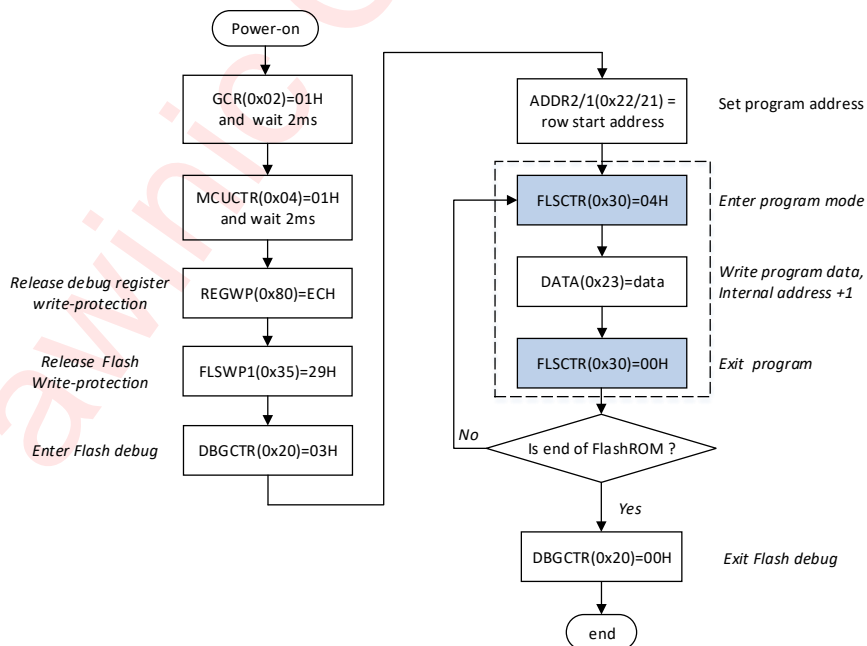 Power-on
GCR(0x02)=01H
and wait 2ms
MCUCTR(0x04)=01H
and wait 2ms
Release debug register
write-protection
REGWP(0x80)=ECH
Release Flash
Write-protection
FLSWP1(0x35)=29H
Enter Flash debug
DBGCTR(0x20)=03H
ADDR2/1(0x22/21) =
row start address
Set program address
FLSCTR(0x30)=04H
Enter program mode
DATA(0x23)=data
Write program data,
Internal address +1
FLSCTR(0x30)=00H
Exit program
No
Is end of FlashROM ?
Yes
DBGCTR(0x20)=00H
Exit Flash debug
end
awinic